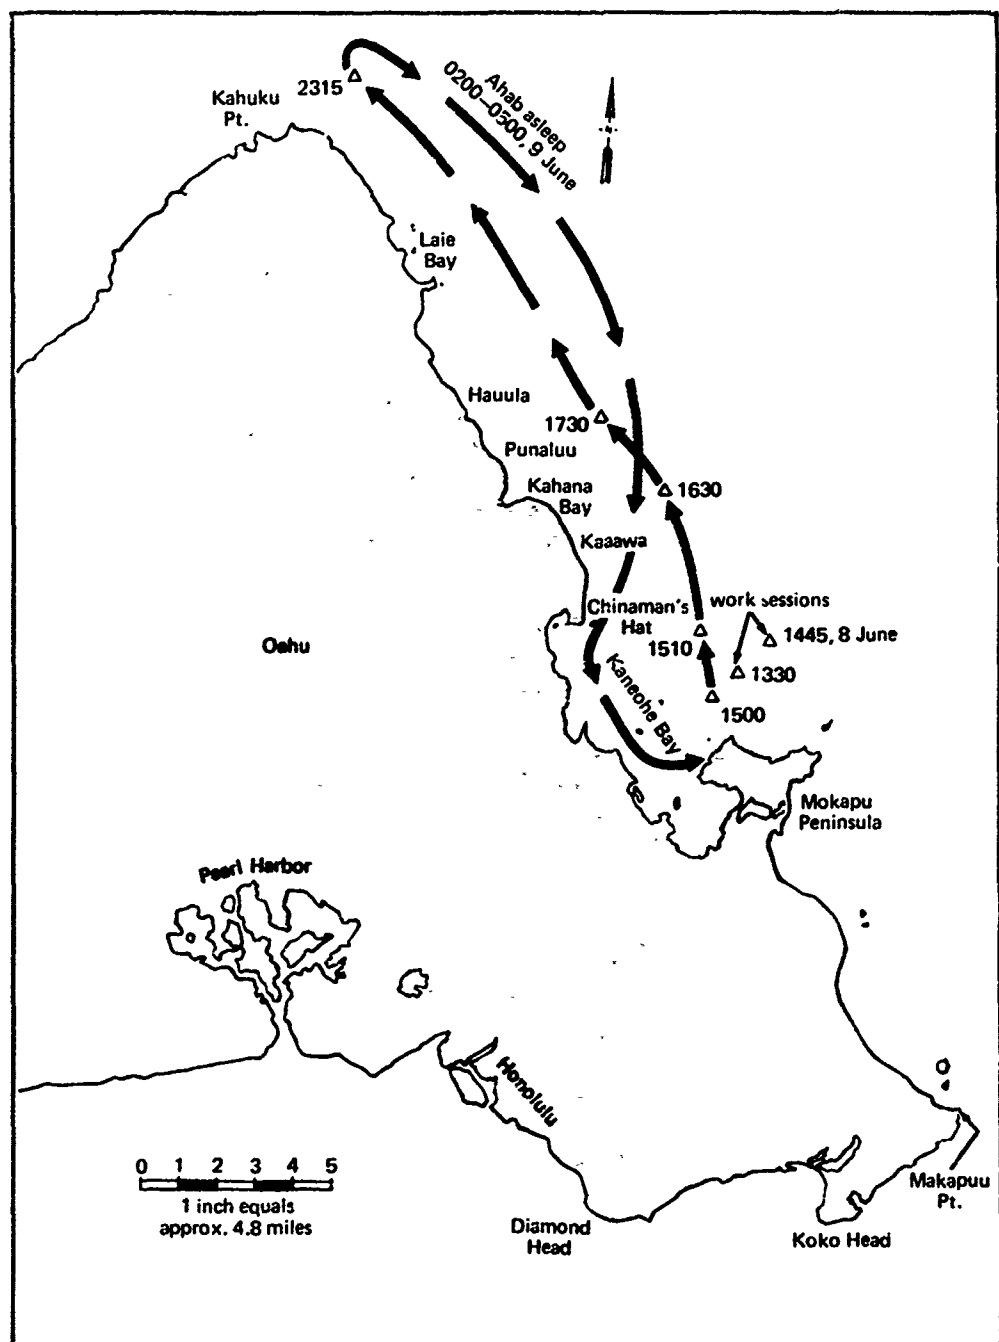 Ahab asleep
0200–0500, 9 June
2315
Kahuku
Pt.
Laie
Bay
Hauula
1730
Punaluu
1630
Kahana
Bay
Kaaawa
Chinaman's
Hat
work sessions
1510
1445, 8 June
1330
1500
Oahu
Kaneohe Bay
Mokapu
Peninsula
Pearl Harbor
Honolulu
0 1 2 3 4 5
1 inch equals
approx. 4.8 miles
Diamond
Head
Koko Head
Makapuu
Pt.